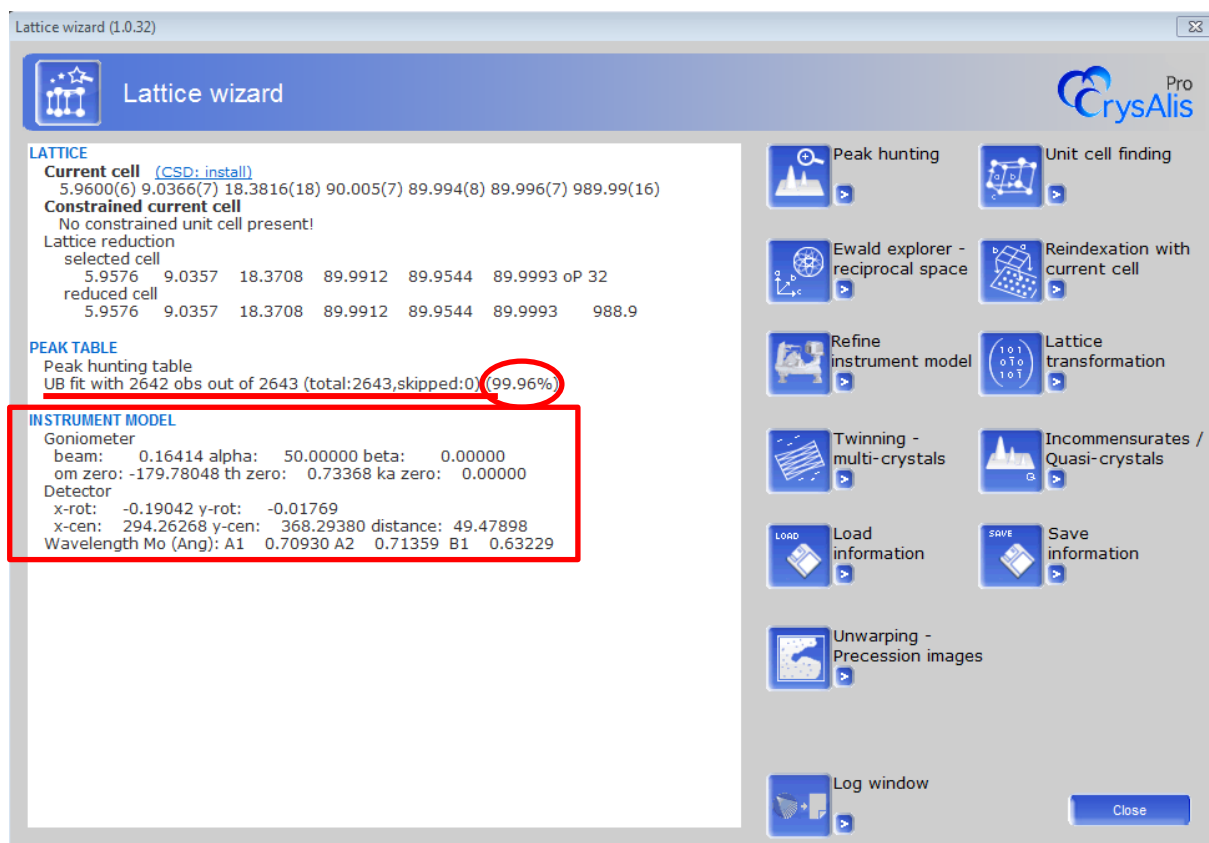 Lattice wizard (1.0.32)
Lattice wizard
CrysAlis Pro
LATTICE
Current cell (CSD: install)
5.9600(6) 9.0366(7) 18.3816(18) 90.005(7) 89.994(8) 89.996(7) 989.99(16)
Constrained current cell
No constrained unit cell present!
Lattice reduction
selected cell
5.9576 9.0357 18.3708 89.9912 89.9544 89.9993 oP 32
reduced cell
5.9576 9.0357 18.3708 89.9912 89.9544 89.9993 988.9
PEAK TABLE
Peak hunting table
UB fit with 2642 obs out of 2643 (total:2643,skipped:0) (99.96%)
INSTRUMENT MODEL
Goniometer
beam: 0.16414 alpha: 50.00000 beta: 0.00000
om zero: -179.78048 th zero: 0.73368 ka zero: 0.00000
Detector
x-rot: -0.19042 y-rot: -0.01769
x-cen: 294.26268 y-cen: 368.29380 distance: 49.47898
Wavelength Mo (Ang): A1 0.70930 A2 0.71359 B1 0.63229
Peak hunting
Unit cell finding
Ewald explorer -
reciprocal space
Reindexation with
current cell
Refine
instrument model
Lattice
transformation
Twinning -
multi-crystals
Incommensurates /
Quasi-crystals
LOAD
Load
information
SAVE
Save
information
Unwarping -
Precession images
Log window
Close